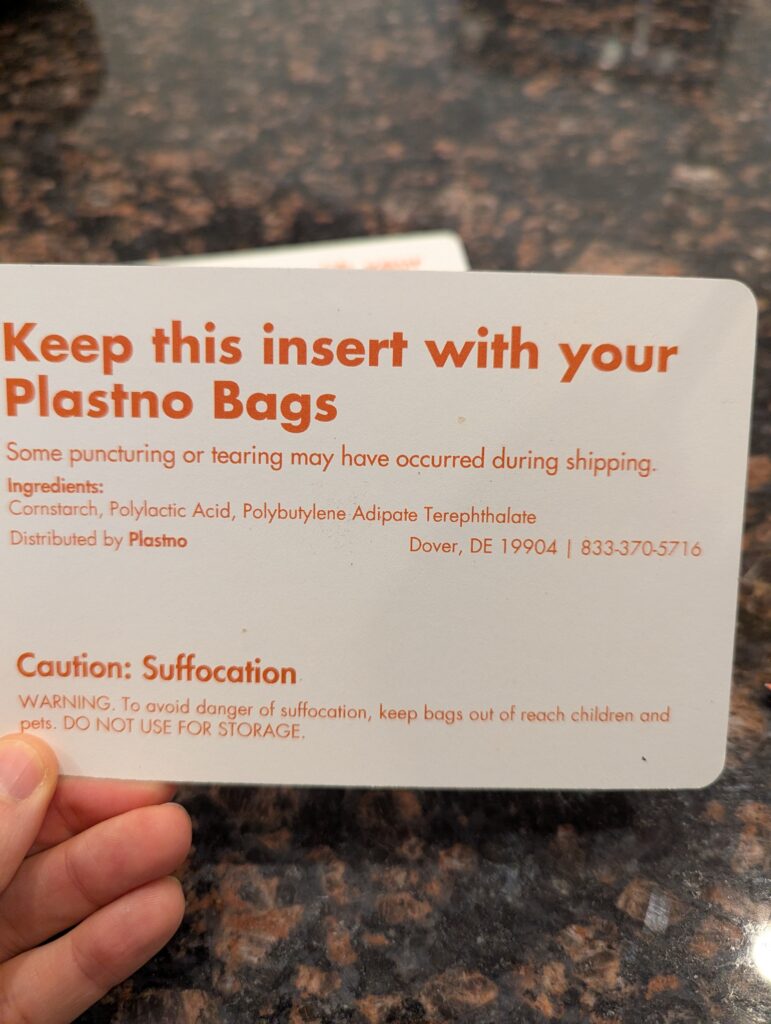 Keep this insert with your
Plastno Bags
Some puncturing or tearing may have occurred during shipping.
Ingredients:
Cornstarch, Polylactic Acid, Polybutylene Adipate Terephthalate
Distributed by Plastno
Dover, DE 19904 | 833-370-5716
Caution: Suffocation
WARNING. To avoid danger of suffocation, keep bags out of reach children and
pets. DO NOT USE FOR STORAGE.